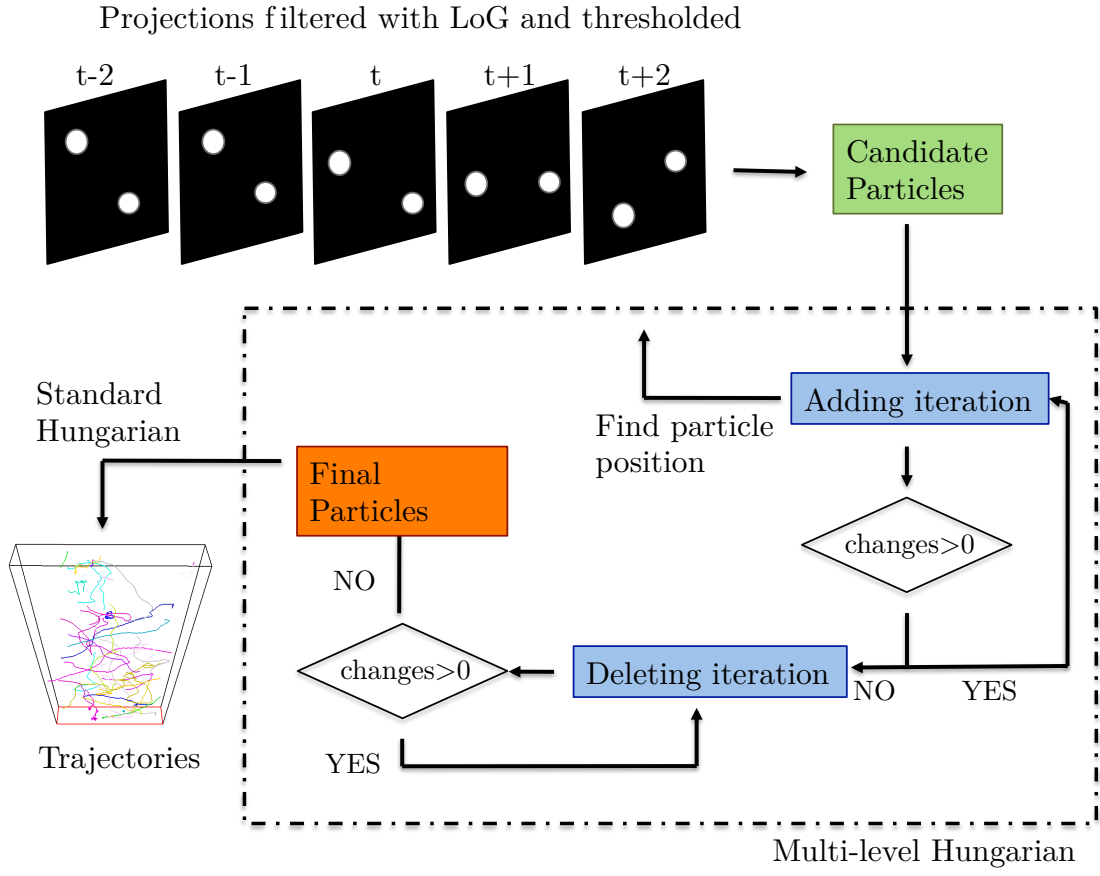 Projections filtered with LoG and thresholded
t-2
t-1
t
t+1
t+2
Candidate
Particles
Adding iteration
Find particle
position
changes>0
NO
YES
Deleting iteration
changes>0
YES
NO
Final
Particles
Standard
Hungarian
Trajectories
Multi-level Hungarian